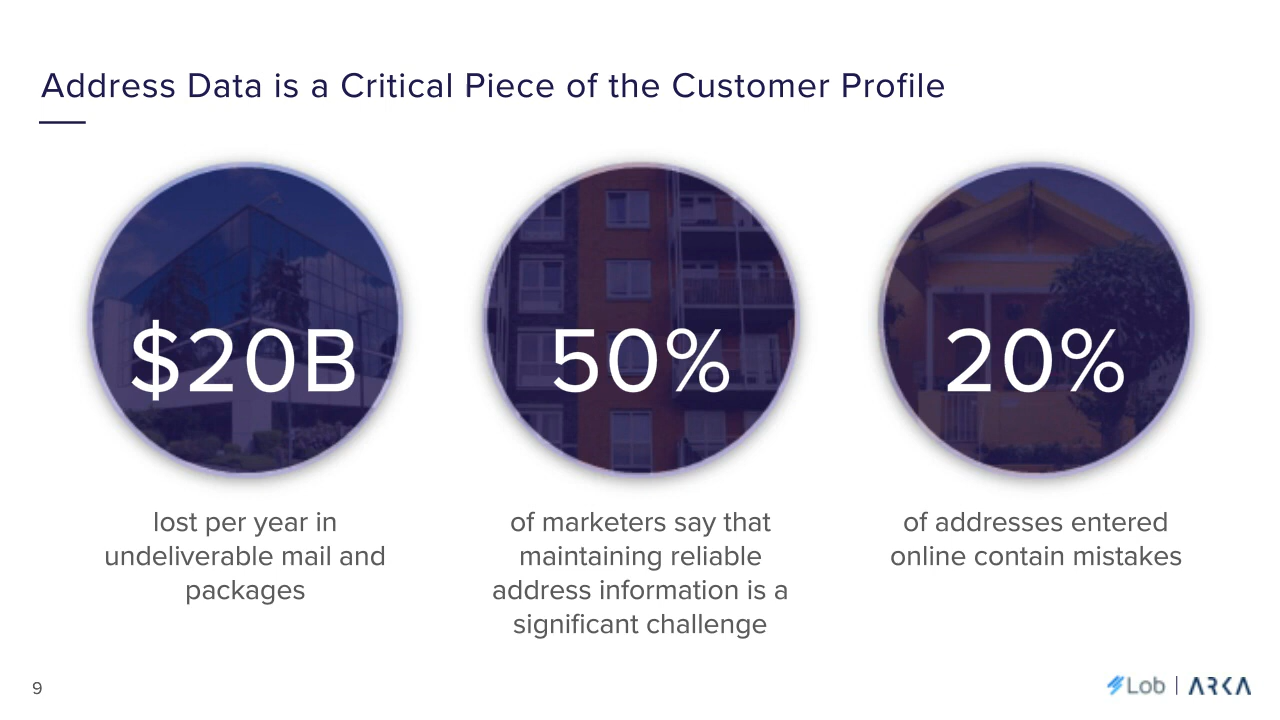 Address Data is a Critical Piece of the Customer Profile
$20B
50%
20%
lost per year in
undeliverable mail and
packages
of marketers say that
maintaining reliable
address information is a
significant challenge
of addresses entered
online contain mistakes
9
Lob | ARKA